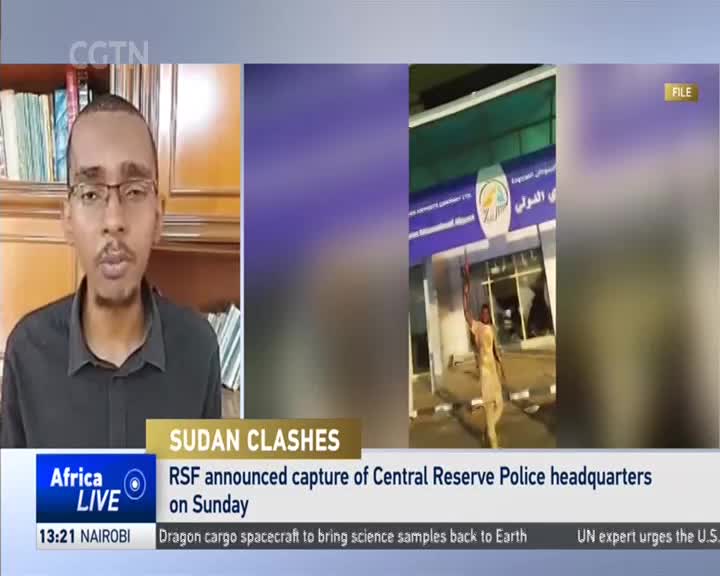 CGTN
FILE
الدولي
SUDAN CLASHES
RSF announced capture of Central Reserve Police headquarters
on Sunday
Africa
LIVE
13:21 NAIROBI
Dragon cargo spacecraft to bring science samples back to Earth
UN expert urges the U.S.